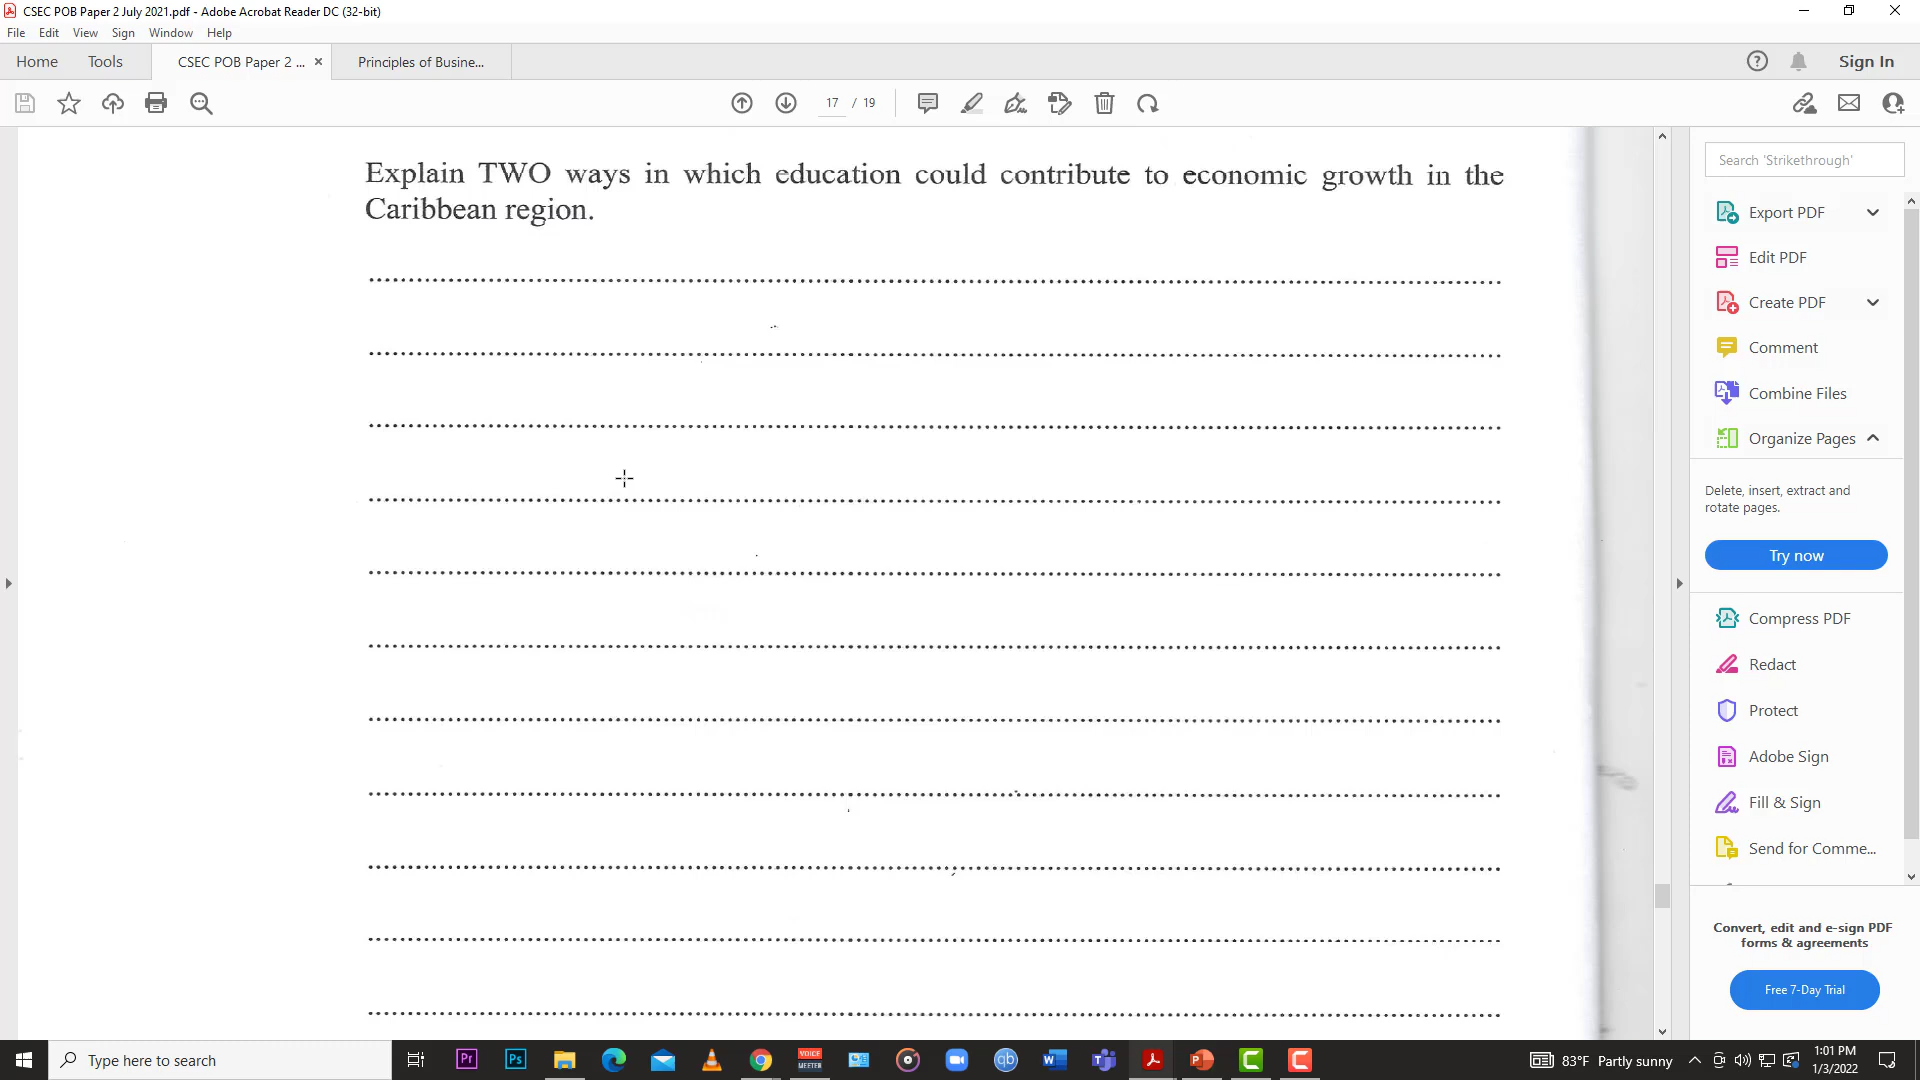 CSEC POB Paper 2 July 2021.pdf - Adobe Acrobat Reader DC (32-bit)
File Edit View Sign Window Help
Home Tools CSEC POB Paper 2 ... × Principles of Busine... Sign In
17 / 19
Explain TWO ways in which education could contribute to economic growth in the
Caribbean region.
Search 'Strikethrough'
Export PDF
Edit PDF
Create PDF
Comment
Combine Files
Organize Pages
Delete, insert, extract and
rotate pages.
Try now
Compress PDF
Redact
Protect
Adobe Sign
Fill & Sign
Send for Comme...
Convert, edit and e-sign PDF
forms & agreements
Free 7-Day Trial
Type here to search
Pr
Ps
VOICE
MEETER
qb
83°F Partly sunny
1:01 PM
1/3/2022